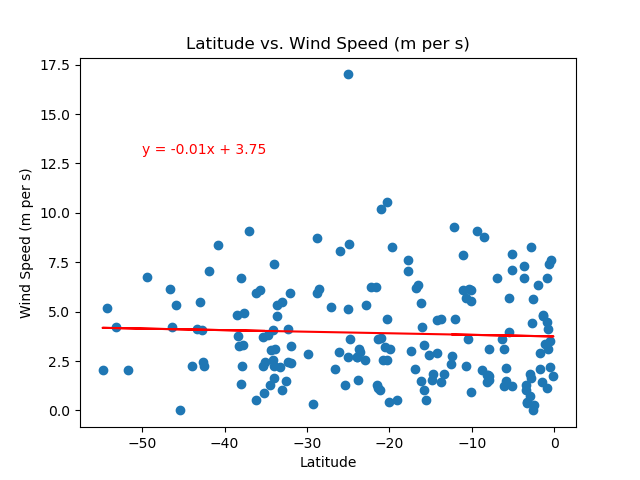 Latitude vs. Wind Speed (m per s)
17.5
15.0
12.5
10.0
7.5
5.0
2.5
0.0
Wind Speed (m per s)
y = -0.01x + 3.75
−50 −40 −30 −20 −10 0
Latitude